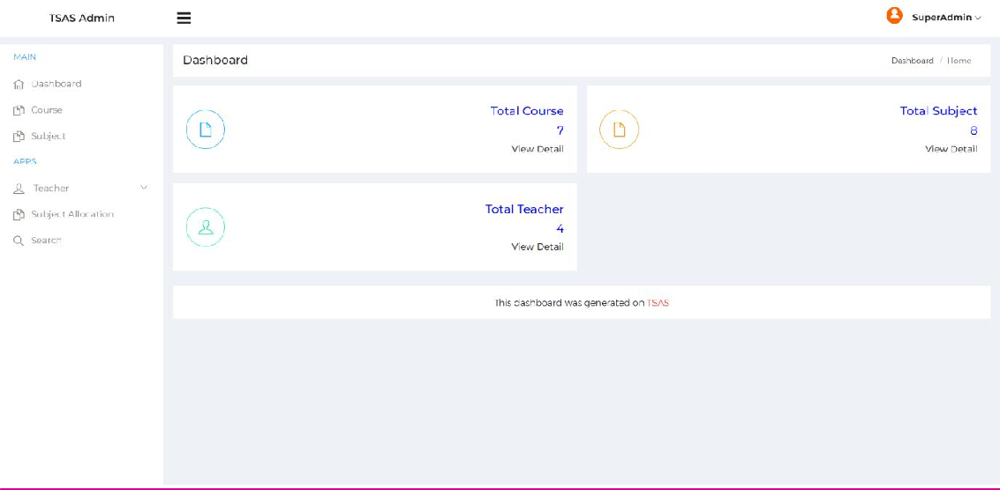 TSAS Admin
SuperAdmin
MAIN
Dashboard
Course
Subject
APPS
Teacher
Subject Allocation
Search
Dashboard
Dashboard / Home
Total Course
7
View Detail
Total Subject
8
View Detail
Total Teacher
4
View Detail
This dashboard was generated on TSAS